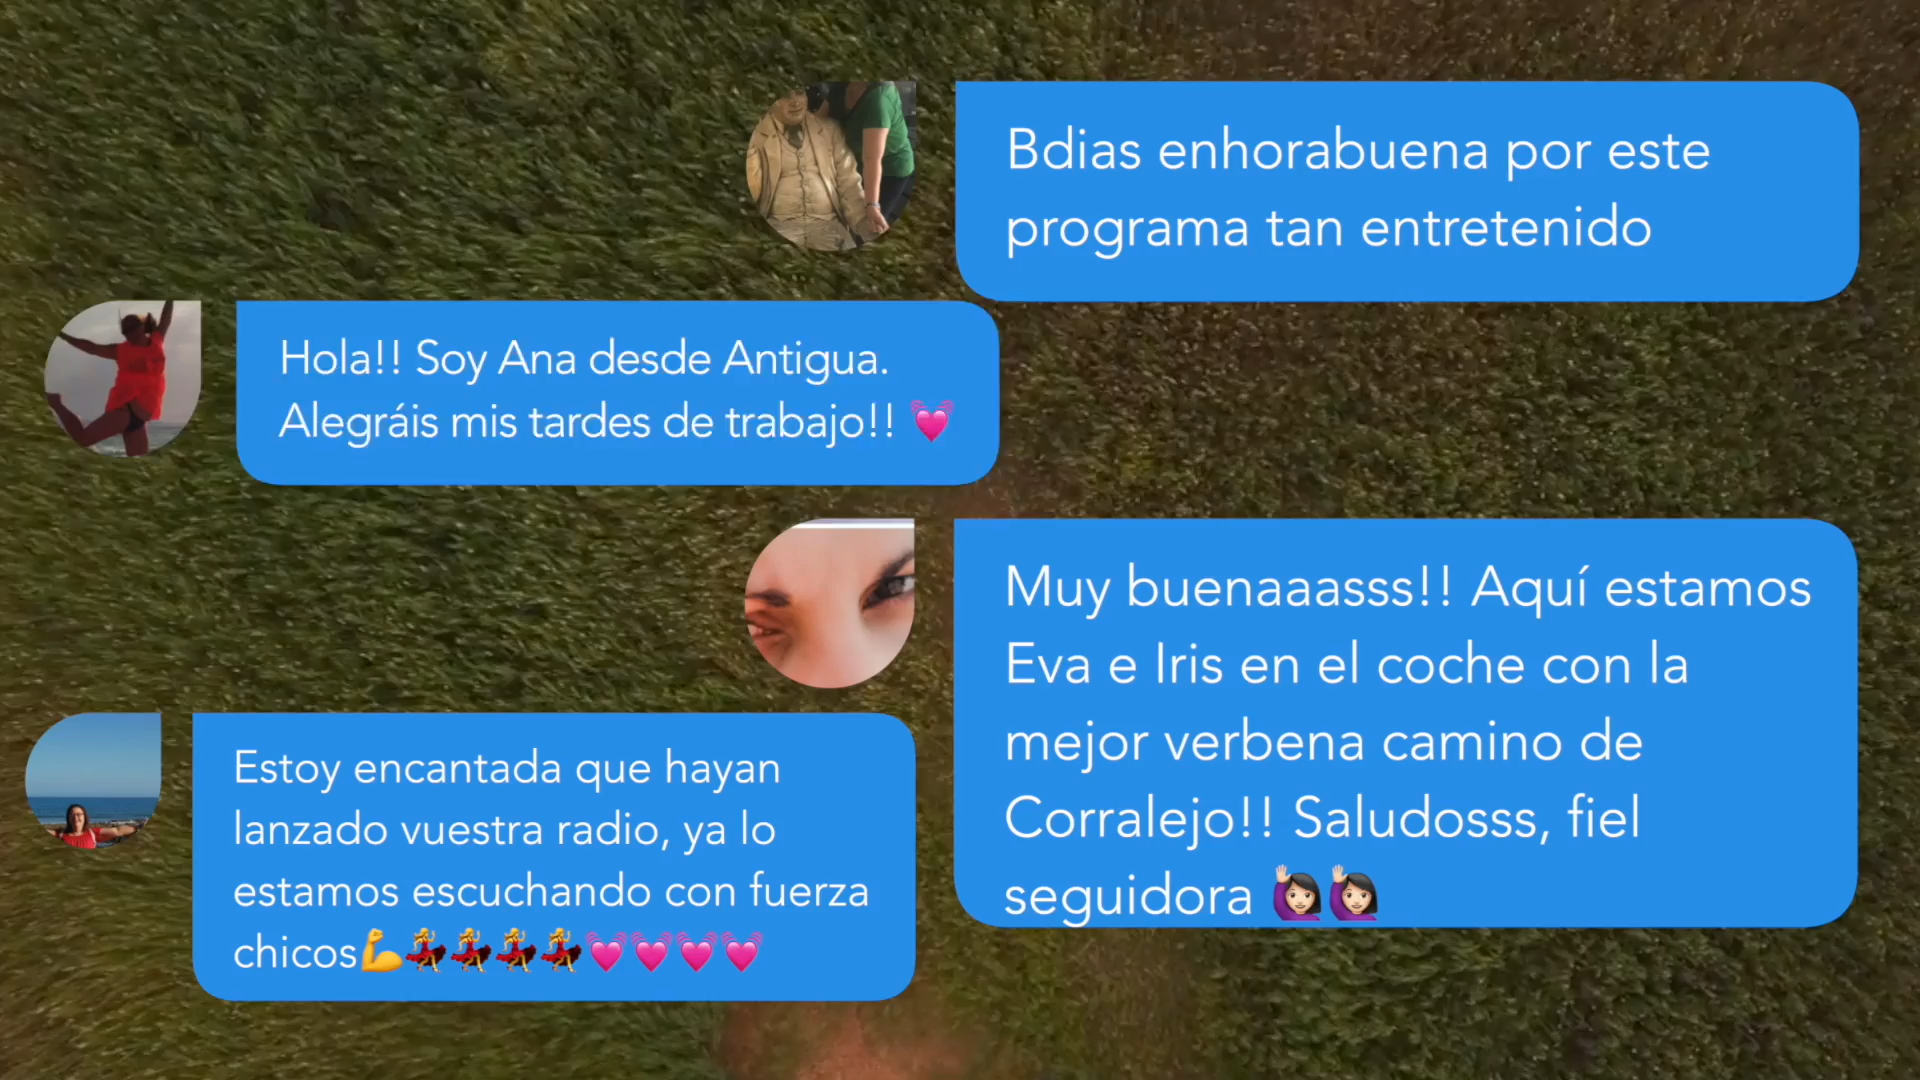 Bdias enhorabuena por este
programa tan entretenido
Hola!! Soy Ana desde Antigua.
Alegráis mis tardes de trabajo!! 💓
Muy buenaaasss!! Aquí estamos
Eva e Iris en el coche con la
mejor verbena camino de
Corralejo!! Saludosss, fiel
seguidora 🙋🏻‍♀️🙋🏻‍♀️
Estoy encantada que hayan
lanzado vuestra radio, ya lo
estamos escuchando con fuerza
chicos💪💃💃💃💃💓💓💓💓